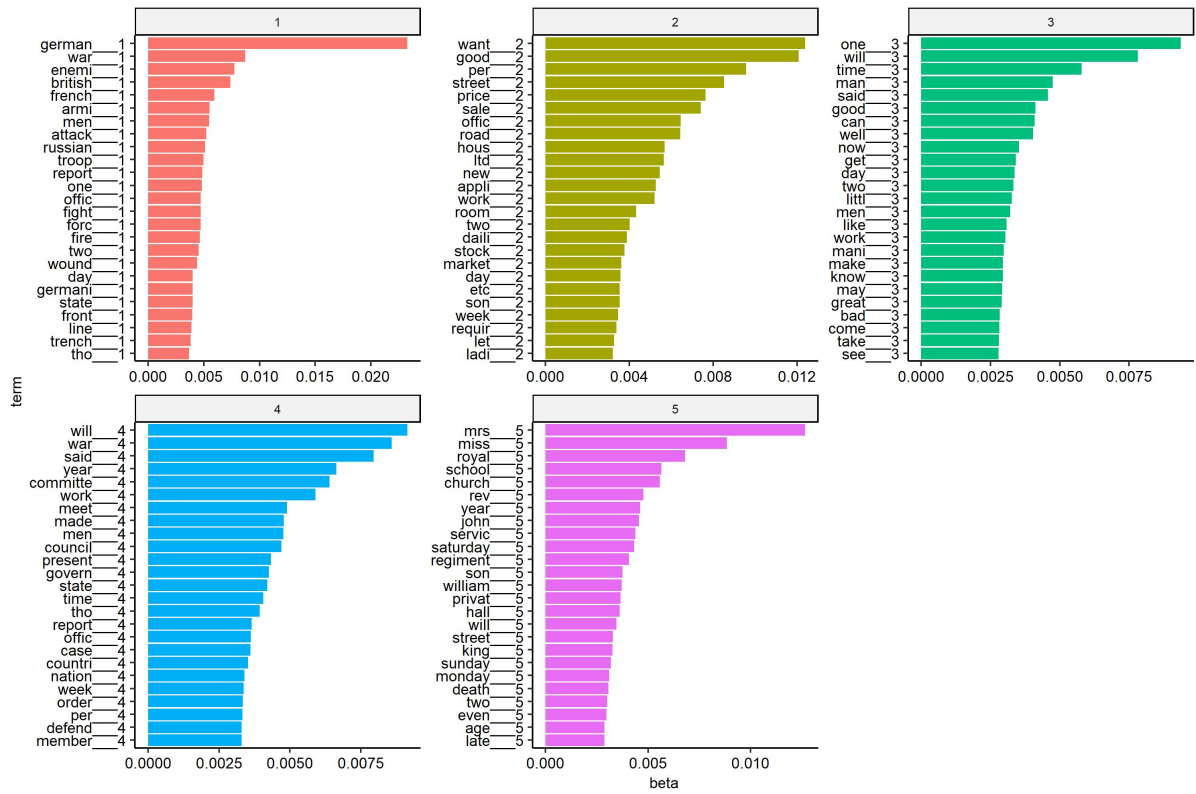 1
german___1
war___1
enemi___1
british___1
french___1
armi___1
men___1
attack___1
russian___1
troop___1
report___1
one___1
offic___1
fight___1
forc___1
fire___1
two___1
wound___1
day___1
germani___1
state___1
front___1
line___1
trench___1
tho___1
0.000 0.005 0.010 0.015 0.020
2
want___2
good___2
per___2
street___2
price___2
sale___2
offic___2
road___2
hous___2
ltd___2
new___2
appli___2
work___2
room___2
two___2
daili___2
stock___2
market___2
day___2
etc___2
son___2
week___2
requir___2
let___2
ladi___2
0.000 0.004 0.008 0.012
3
one___3
will___3
time___3
man___3
said___3
good___3
can___3
well___3
now___3
get___3
day___3
two___3
littl___3
men___3
like___3
work___3
mani___3
make___3
know___3
may___3
great___3
bad___3
come___3
take___3
see___3
0.0000 0.0025 0.0050 0.0075
term
4
will___4
war___4
said___4
year___4
committe___4
work___4
meet___4
made___4
men___4
council___4
present___4
govern___4
state___4
time___4
tho___4
report___4
offic___4
case___4
countri___4
nation___4
week___4
order___4
per___4
defend___4
member___4
0.0000 0.0025 0.0050 0.0075
5
mrs___5
miss___5
royal___5
school___5
church___5
rev___5
year___5
john___5
servic___5
saturday___5
regiment___5
son___5
william___5
privat___5
hall___5
will___5
street___5
king___5
sunday___5
monday___5
death___5
two___5
even___5
age___5
late___5
0.000 0.005 0.010
beta